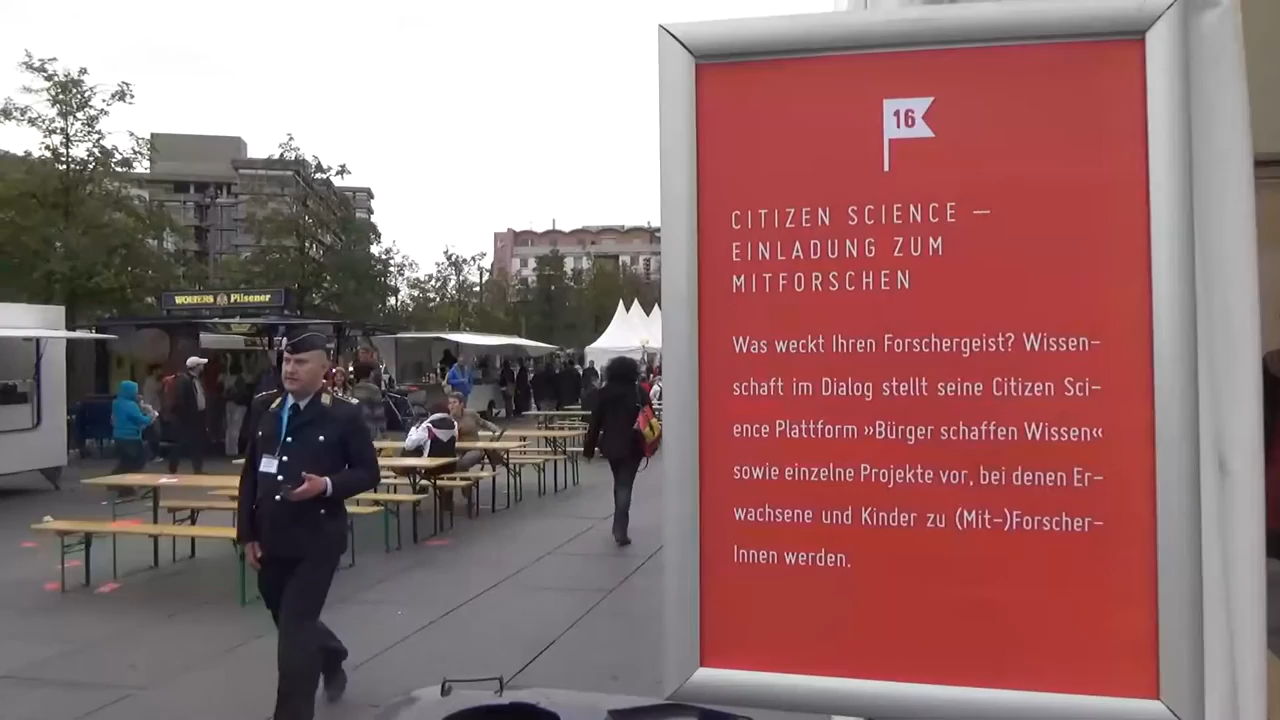 16
CITIZEN SCIENCE –
EINLADUNG ZUM
MITFORSCHEN
Was weckt Ihren Forschergeist? Wissen-
schaft im Dialog stellt seine Citizen Sci-
ence Plattform »Bürger schaffen Wissen«
sowie einzelne Projekte vor, bei denen Er-
wachsene und Kinder zu (Mit-)Forscher-
Innen werden.
WOLTERS Pilsener